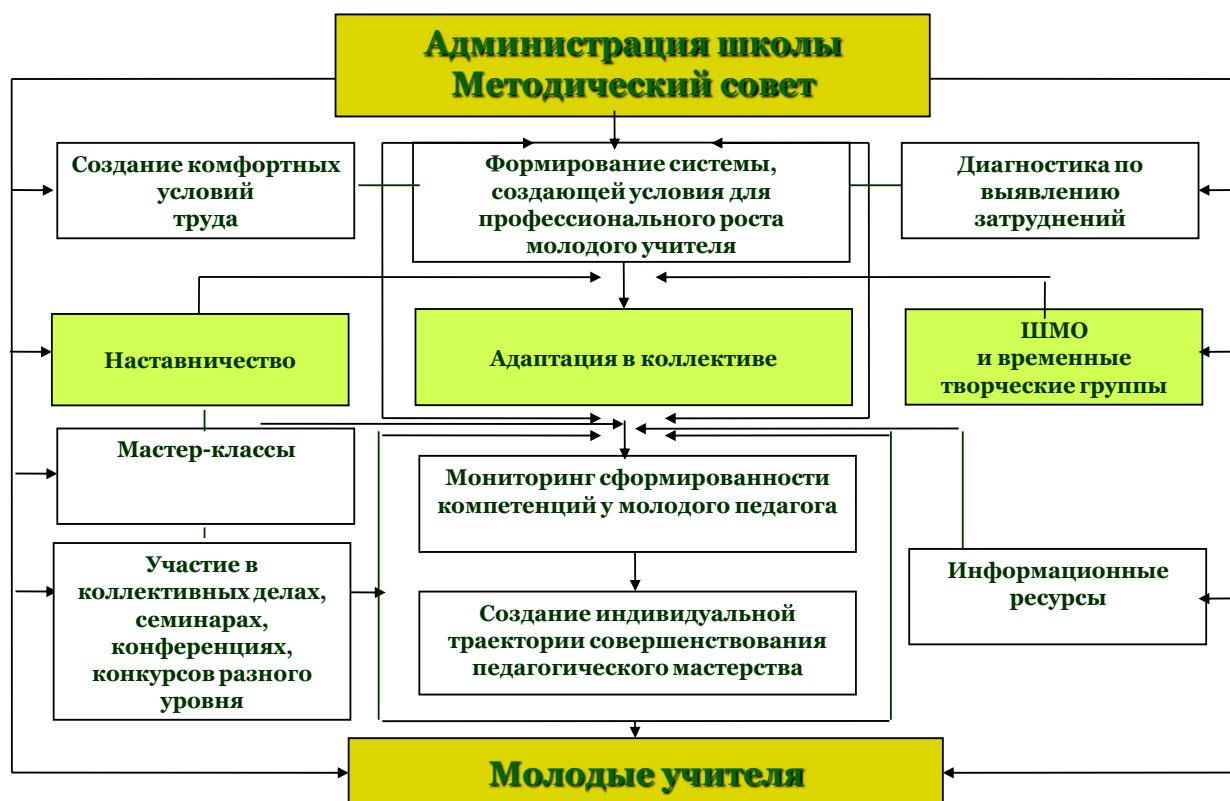 Администрация школы
Методический совет
Создание комфортных
условий
труда
Формирование системы,
создающей условия для
профессионального роста
молодого учителя
Диагностика по
выявлению
затруднений
Наставничество
Адаптация в коллективе
ШМО
и временные
творческие группы
Мастер-классы
Мониторинг сформированности
компетенций у молодого педагога
Участие в
коллективных делах,
семинарах,
конференциях,
конкурсов разного
уровня
Создание индивидуальной
траектории совершенствования
педагогического мастерства
Информационные
ресурсы
Молодые учителя